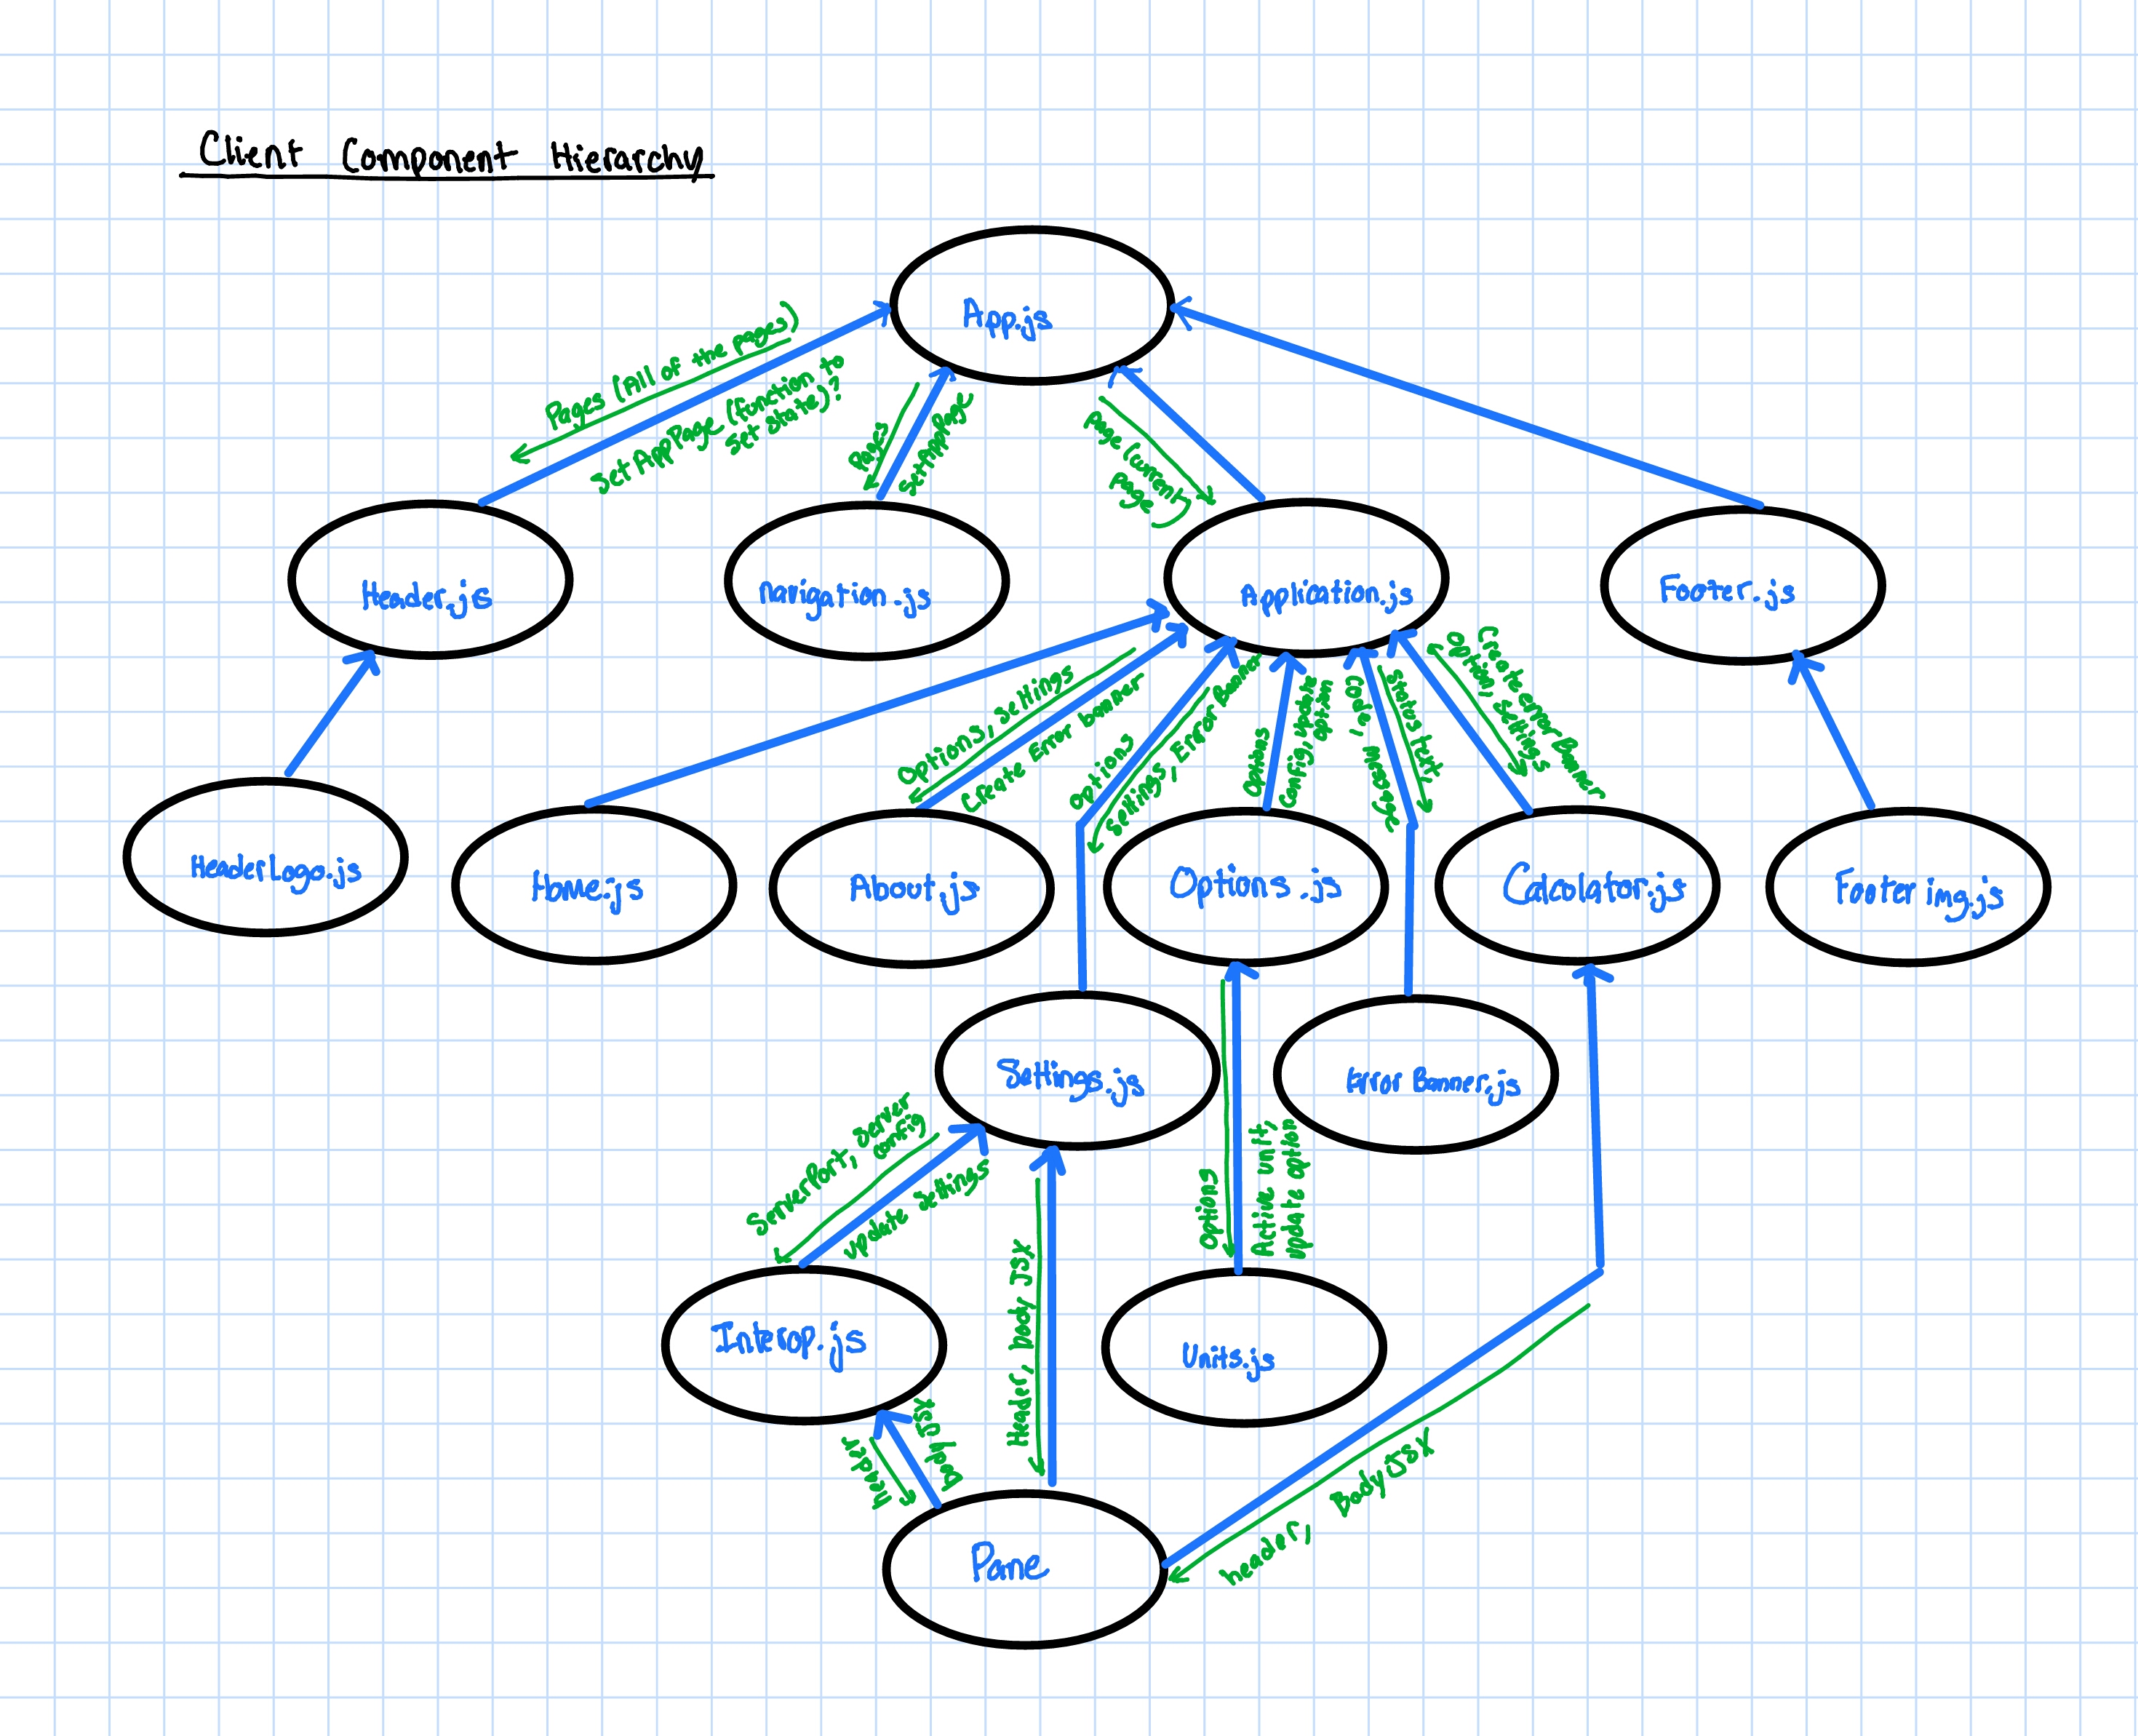 Client Component Hierarchy
App.js
Pages (All of the pages)
Set App Page (function to
Set State)?
Pages
setAppPage
Page (Current
Page)
Header.js
Navigation.js
Application.js
Footer.js
Options, Settings
Create Error banner
Options
Settings, Error Banner
Options
Config, update
option
Code, Message
Status text
Options, Settings
Create Error Banner
HeaderLogo.js
Home.js
About.js
Options.js
Calcolator.js
Footer img.js
Settings.js
Error Banner.js
Serverport, Server
config
update Settings
Options
Active unit,
update option
Header, body JSX
Interop.js
Units.js
body JSX
header, body JSX
Pane